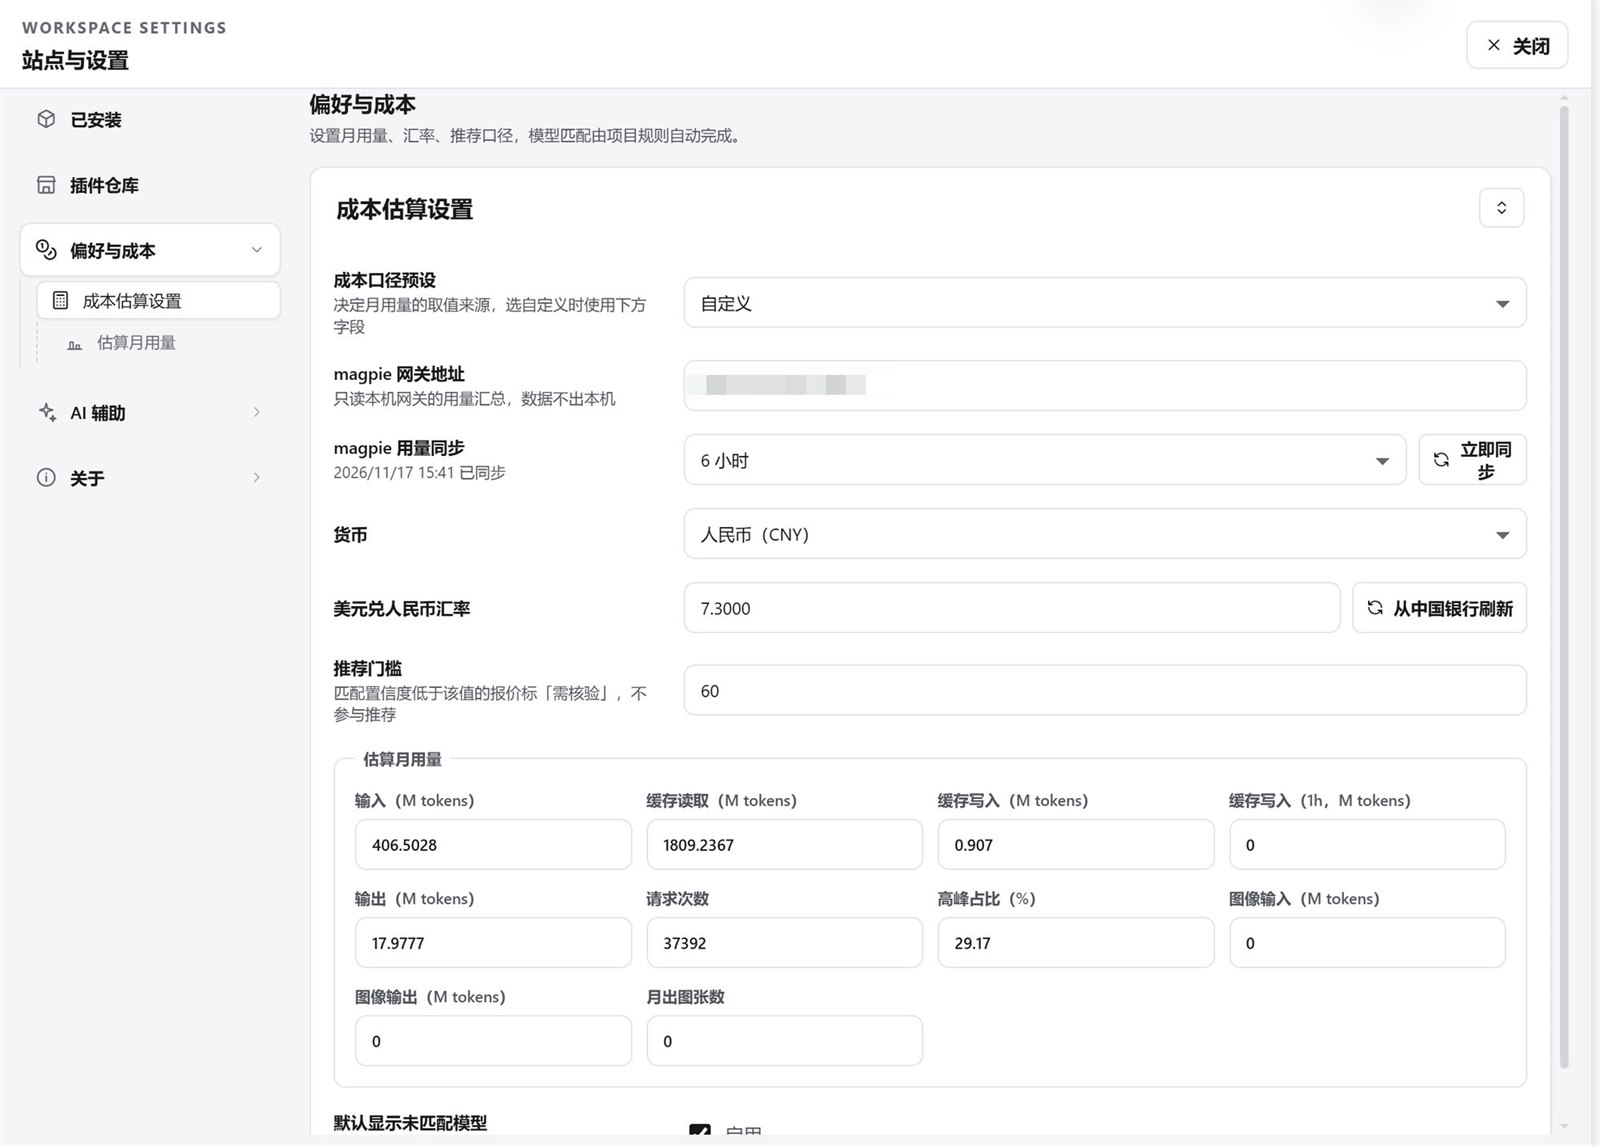 WORKSPACE SETTINGS
站点与设置
关闭
已安装
插件仓库
偏好与成本
成本估算设置
估算月用量
AI 辅助
关于
偏好与成本
设置月用量、汇率、推荐口径，模型匹配由项目规则自动完成。
成本估算设置
成本口径预设
决定月用量的取值来源，选自定义时使用下方
字段
自定义
magpie 网关地址
只读本机网关的用量汇总，数据不出本机
magpie 用量同步
2026/11/17 15:41 已同步
6 小时
立即同
步
货币
人民币（CNY）
美元兑人民币汇率
7.3000
从中国银行刷新
推荐门槛
匹配置信度低于该值的报价标「需核验」，不
参与推荐
60
估算月用量
输入（M tokens）
缓存读取（M tokens）
缓存写入（M tokens）
缓存写入（1h，M tokens）
406.5028
1809.2367
0.907
0
输出（M tokens）
请求次数
高峰占比（%）
图像输入（M tokens）
17.9777
37392
29.17
0
图像输出（M tokens）
月出图张数
0
0
默认显示未匹配模型
启用